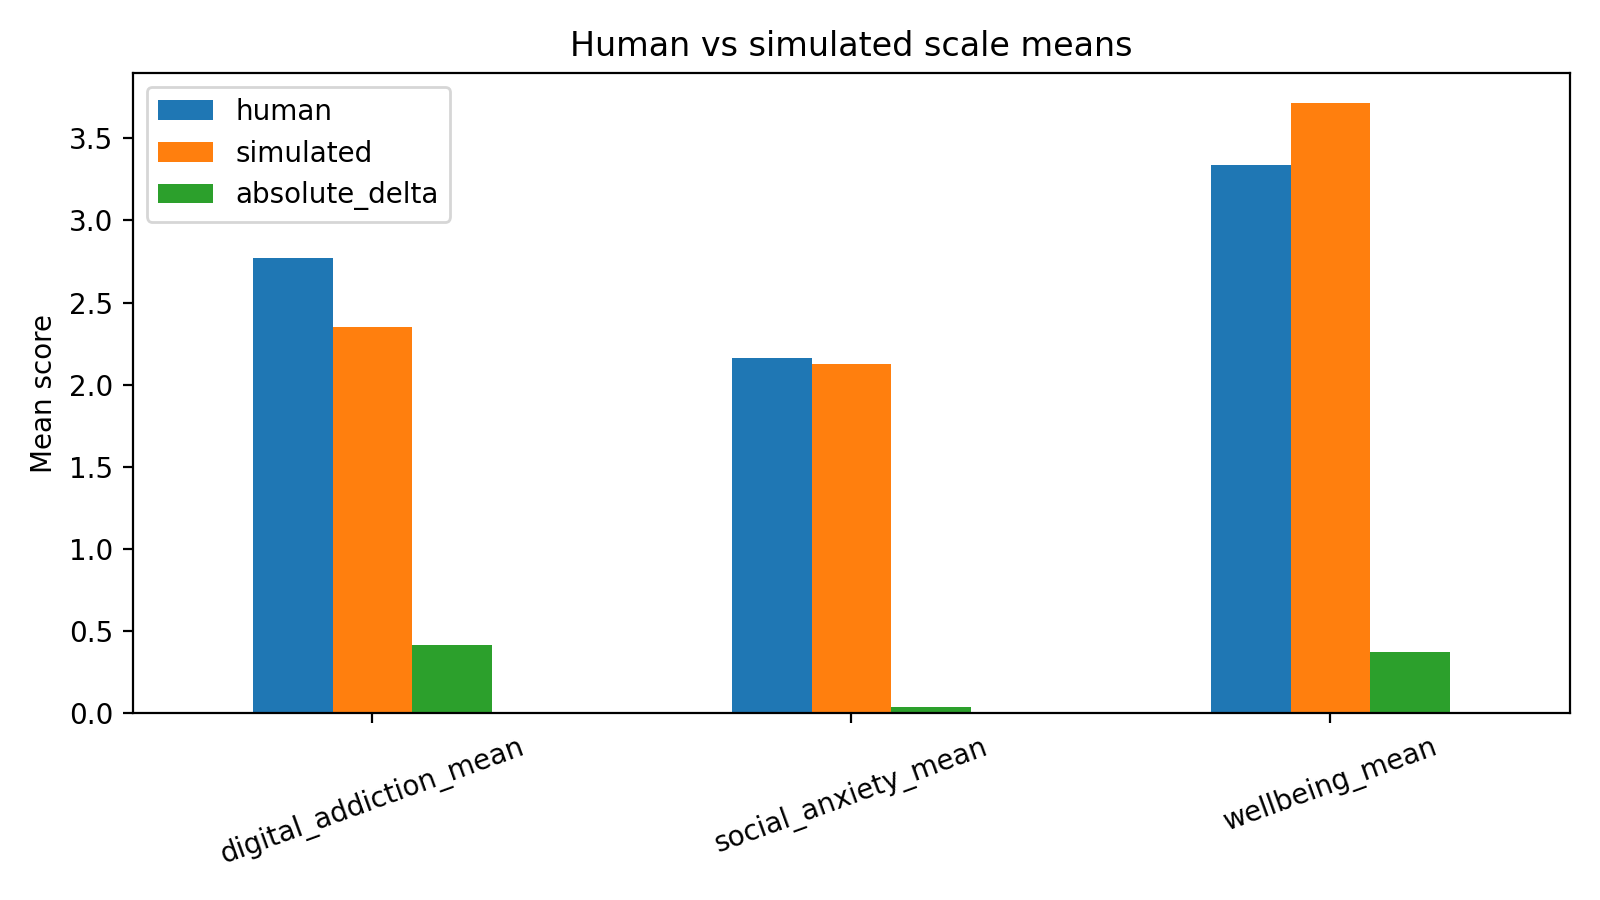 Human vs simulated scale means
human
simulated
absolute_delta
Mean score
3.5
3.0
2.5
2.0
1.5
1.0
0.5
0.0
digital_addiction_mean
social_anxiety_mean
wellbeing_mean